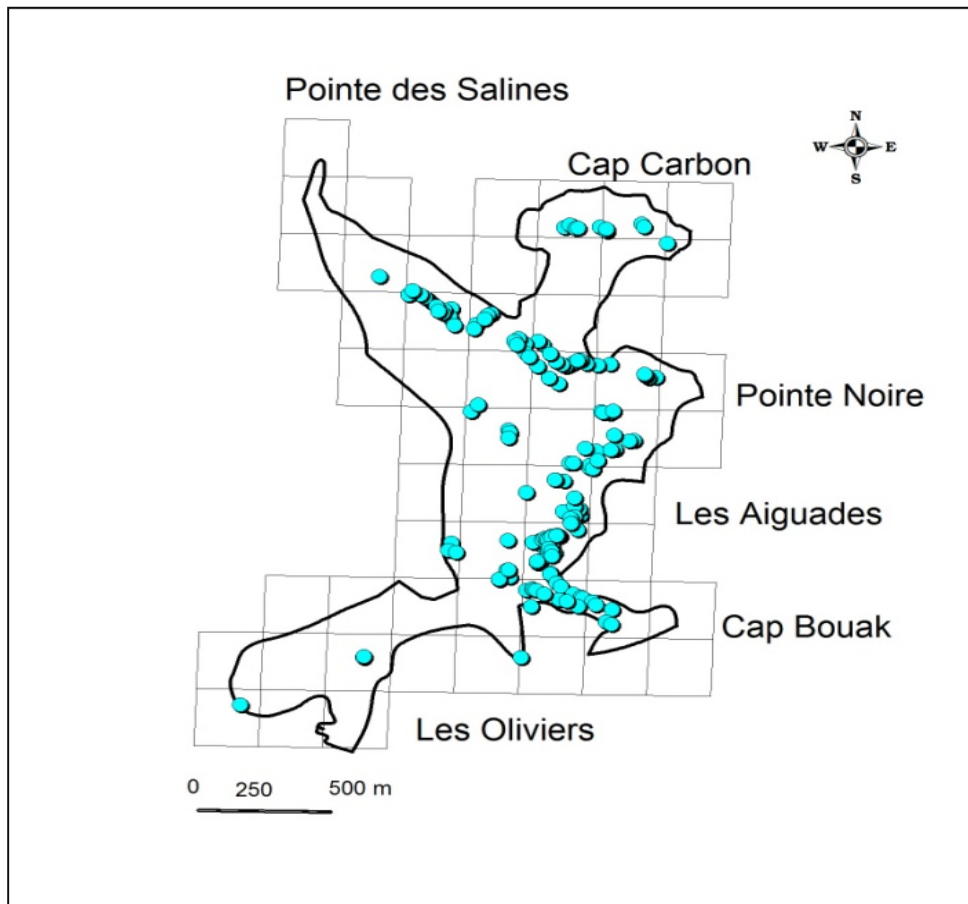 Pointe des Salines
N
Cap Carbon
W E
S
Pointe Noire
Les Aiguades
Cap Bouak
Les Oliviers
0 250 500 m